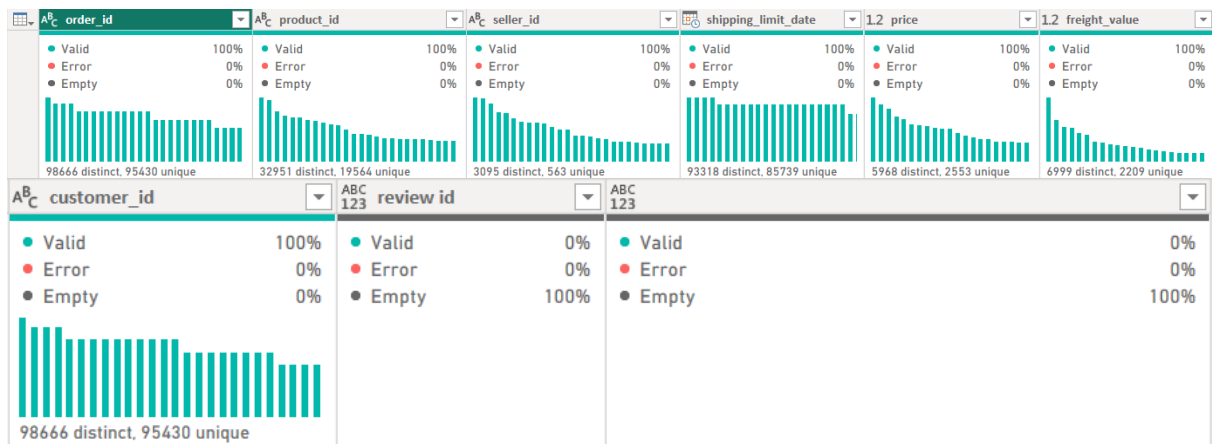 ABC order_id ABC product_id ABC seller_id shipping_limit_date 1.2 price 1.2 freight_value
Valid 100% Valid 100% Valid 100% Valid 100% Valid 100% Valid 100%
Error 0% Error 0% Error 0% Error 0% Error 0% Error 0%
Empty 0% Empty 0% Empty 0% Empty 0% Empty 0% Empty 0%
98666 distinct, 95430 unique 32951 distinct, 19564 unique 3095 distinct, 563 unique 93318 distinct, 85739 unique 5968 distinct, 2553 unique 6999 distinct, 2209 unique
ABC customer_id ABC 123 review id ABC 123
Valid 100% Valid 0% Valid 0%
Error 0% Error 0% Error 0%
Empty 0% Empty 100% Empty 100%
98666 distinct, 95430 unique